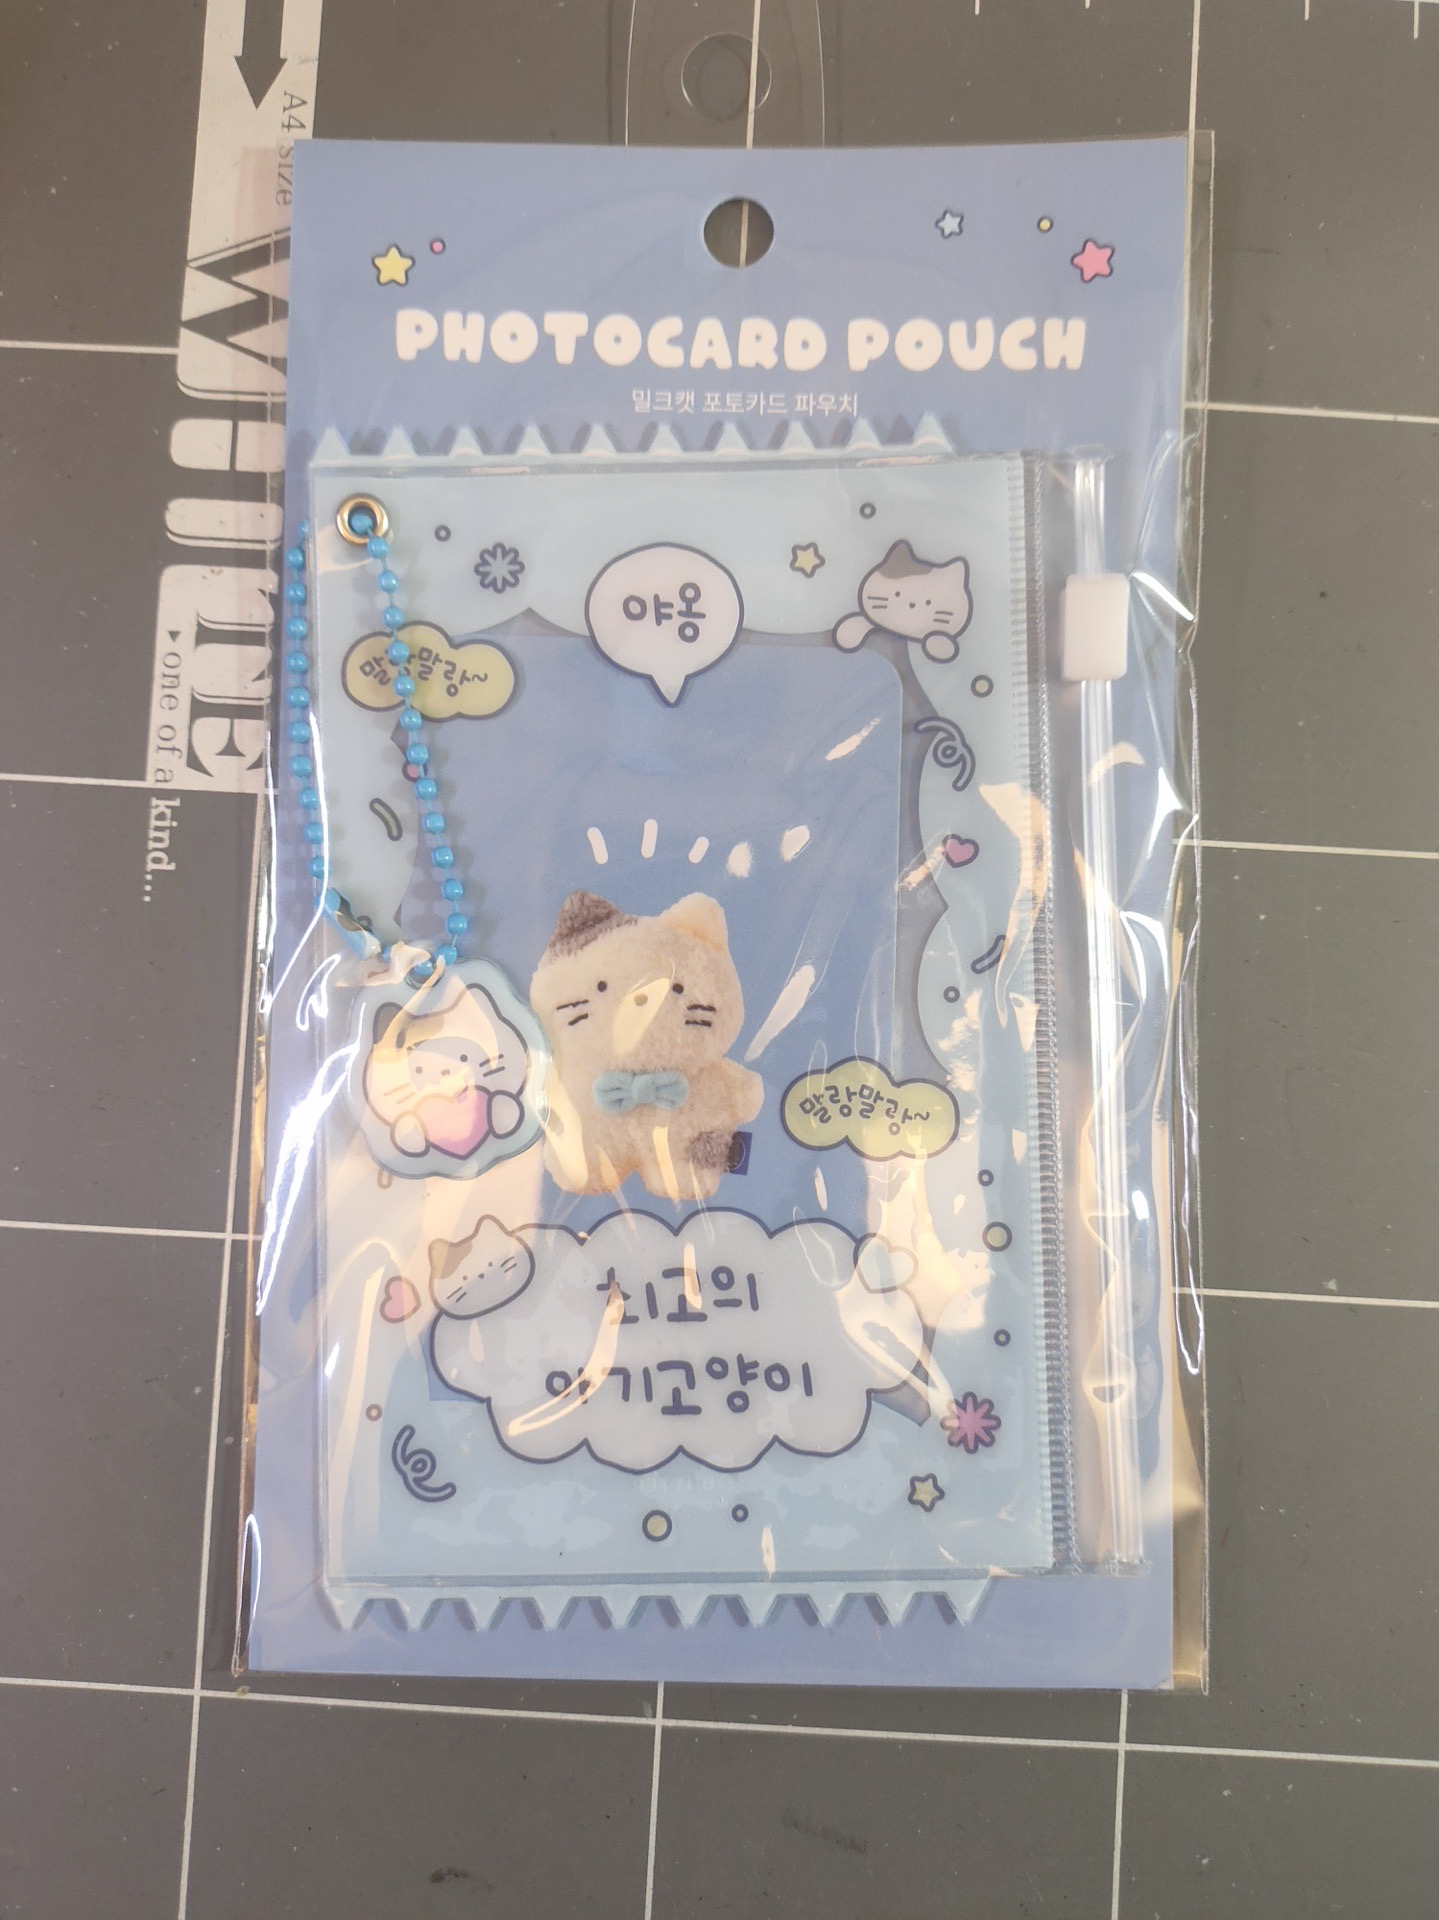 A4 size
WHITE
▸one of a kind...
PHOTOCARD POUCH
밀크캣 포토카드 파우치
야옹
말랑말랑~
말랑말랑~
최고의
아기고양이